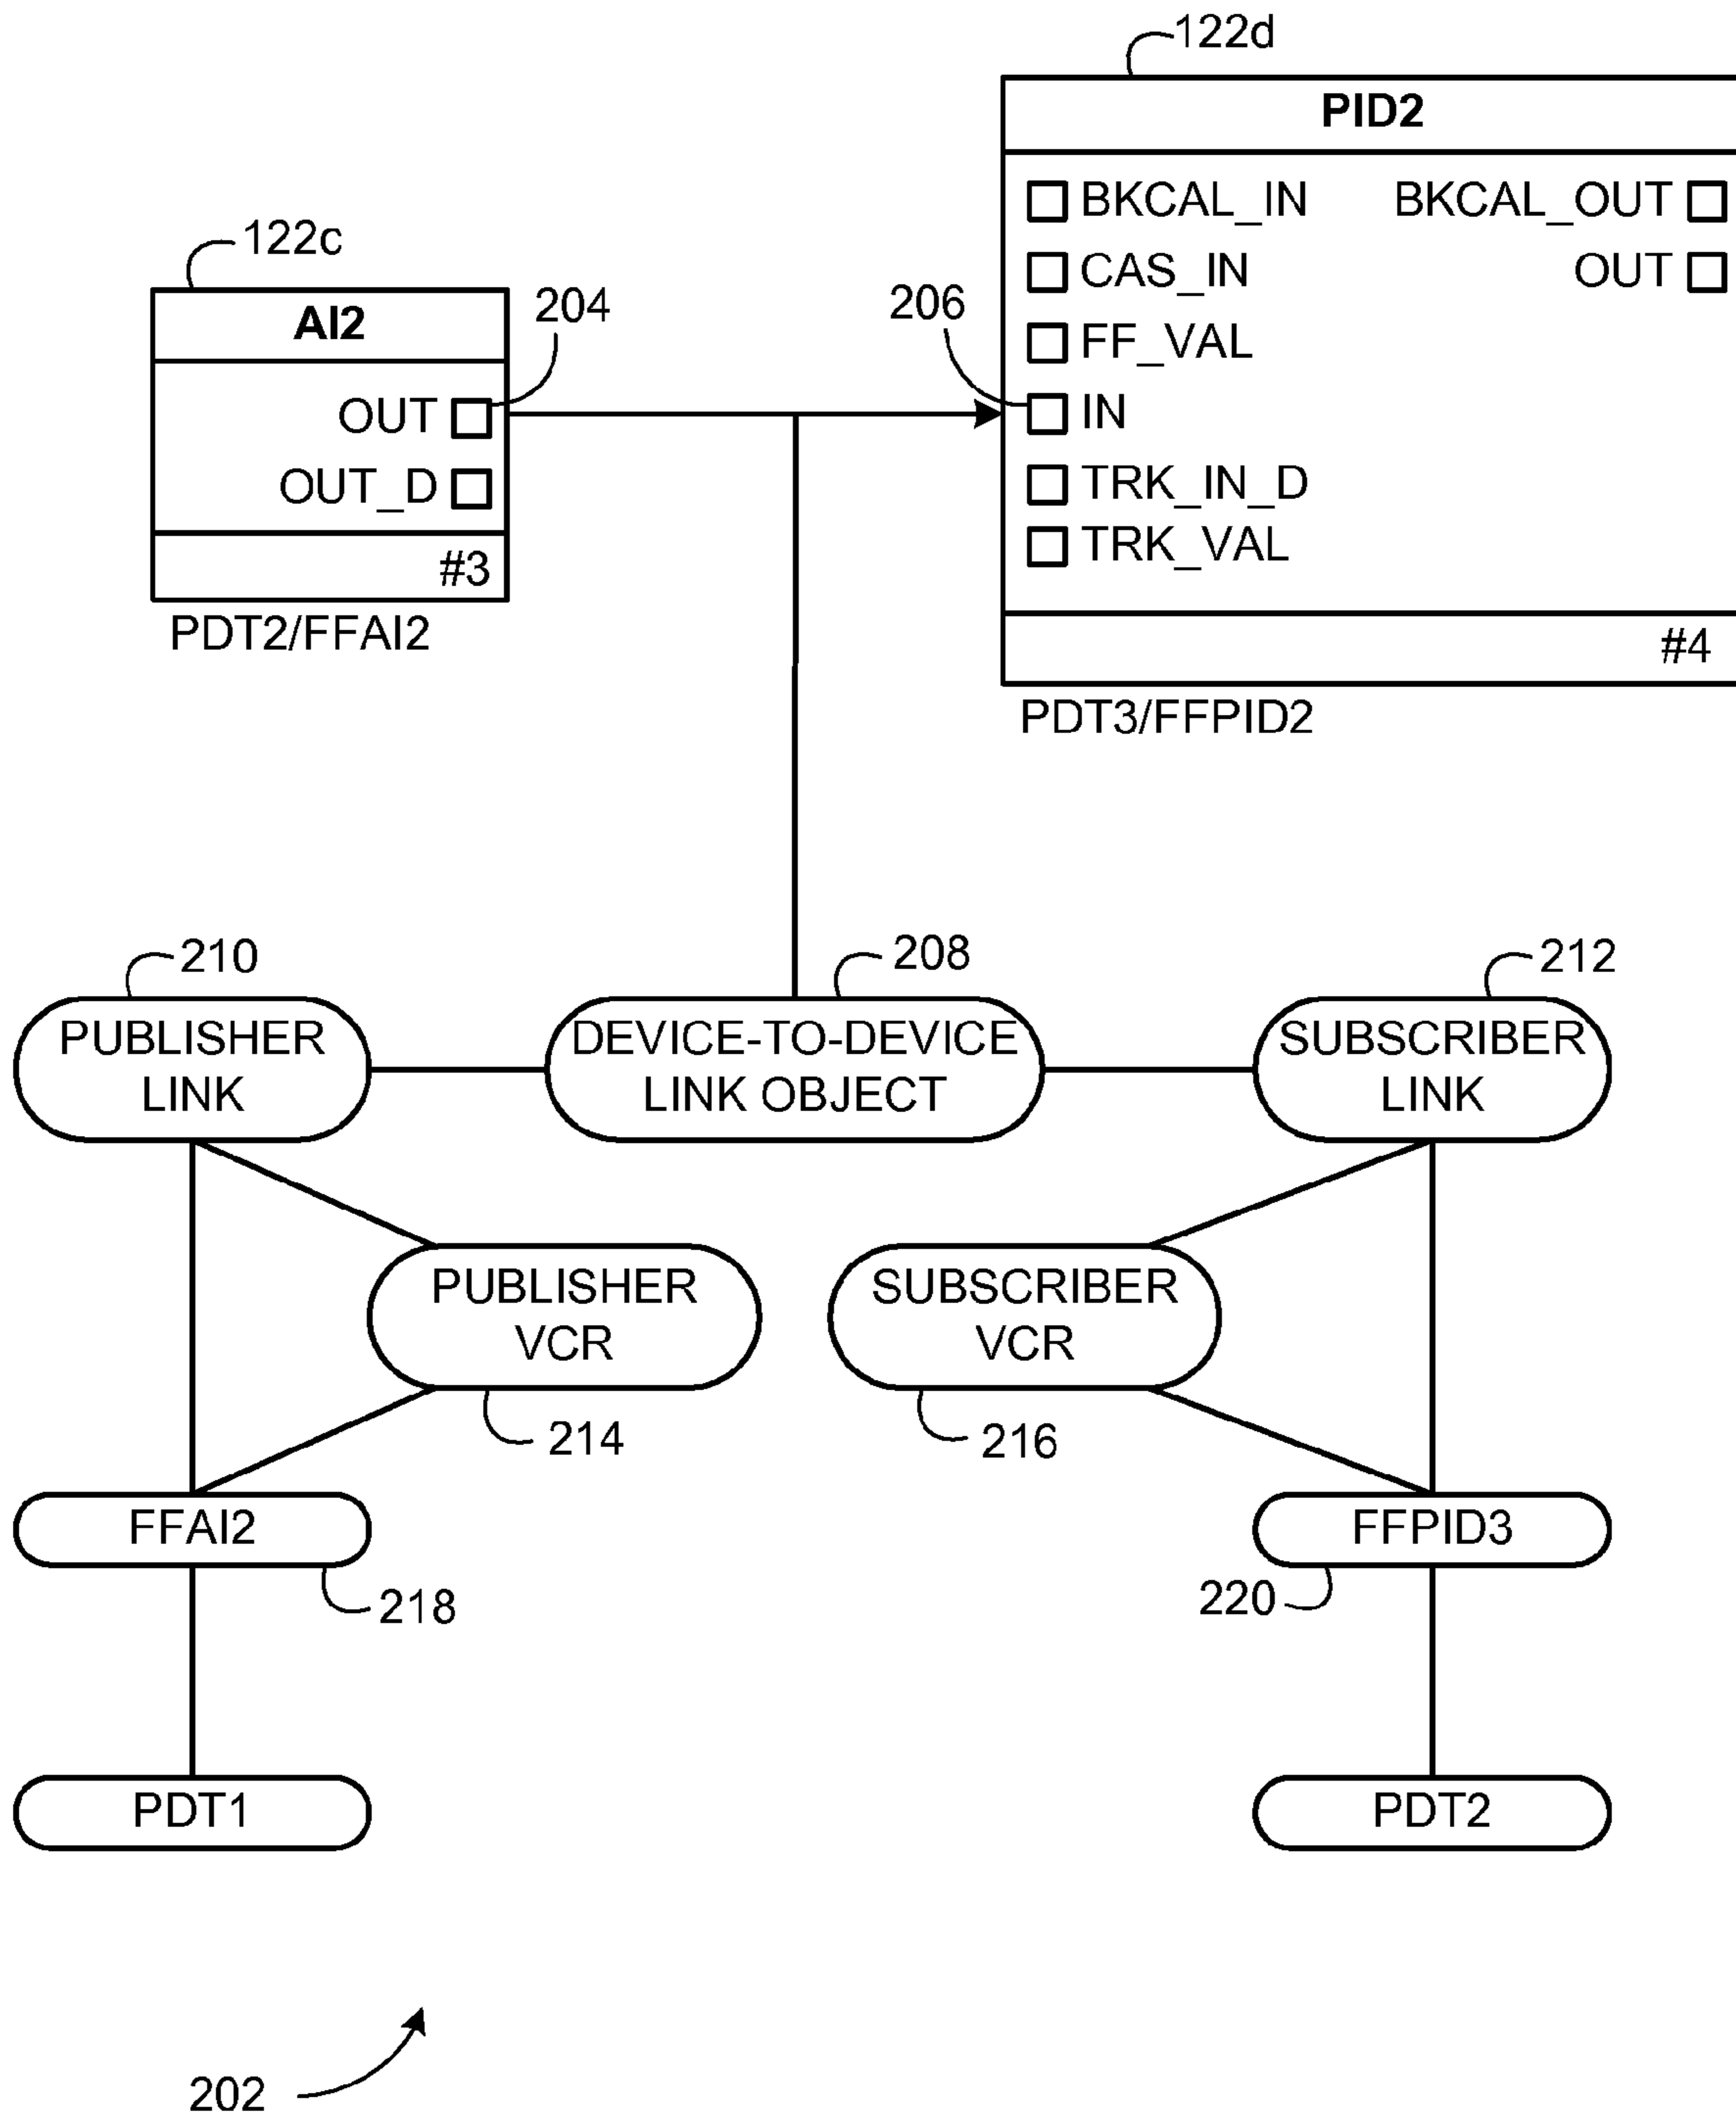 122d
PID2
BKCAL_IN BKCAL_OUT
CAS_IN OUT
FF_VAL
IN
TRK_IN_D
TRK_VAL
#4
PDT3/FFPID2
206
122c
AI2
204
OUT
OUT_D
#3
PDT2/FFAI2
210
PUBLISHER
LINK
208
DEVICE-TO-DEVICE
LINK OBJECT
212
SUBSCRIBER
LINK
PUBLISHER
VCR
214
SUBSCRIBER
VCR
216
FFAI2
218
FFPID3
220
PDT1
PDT2
202